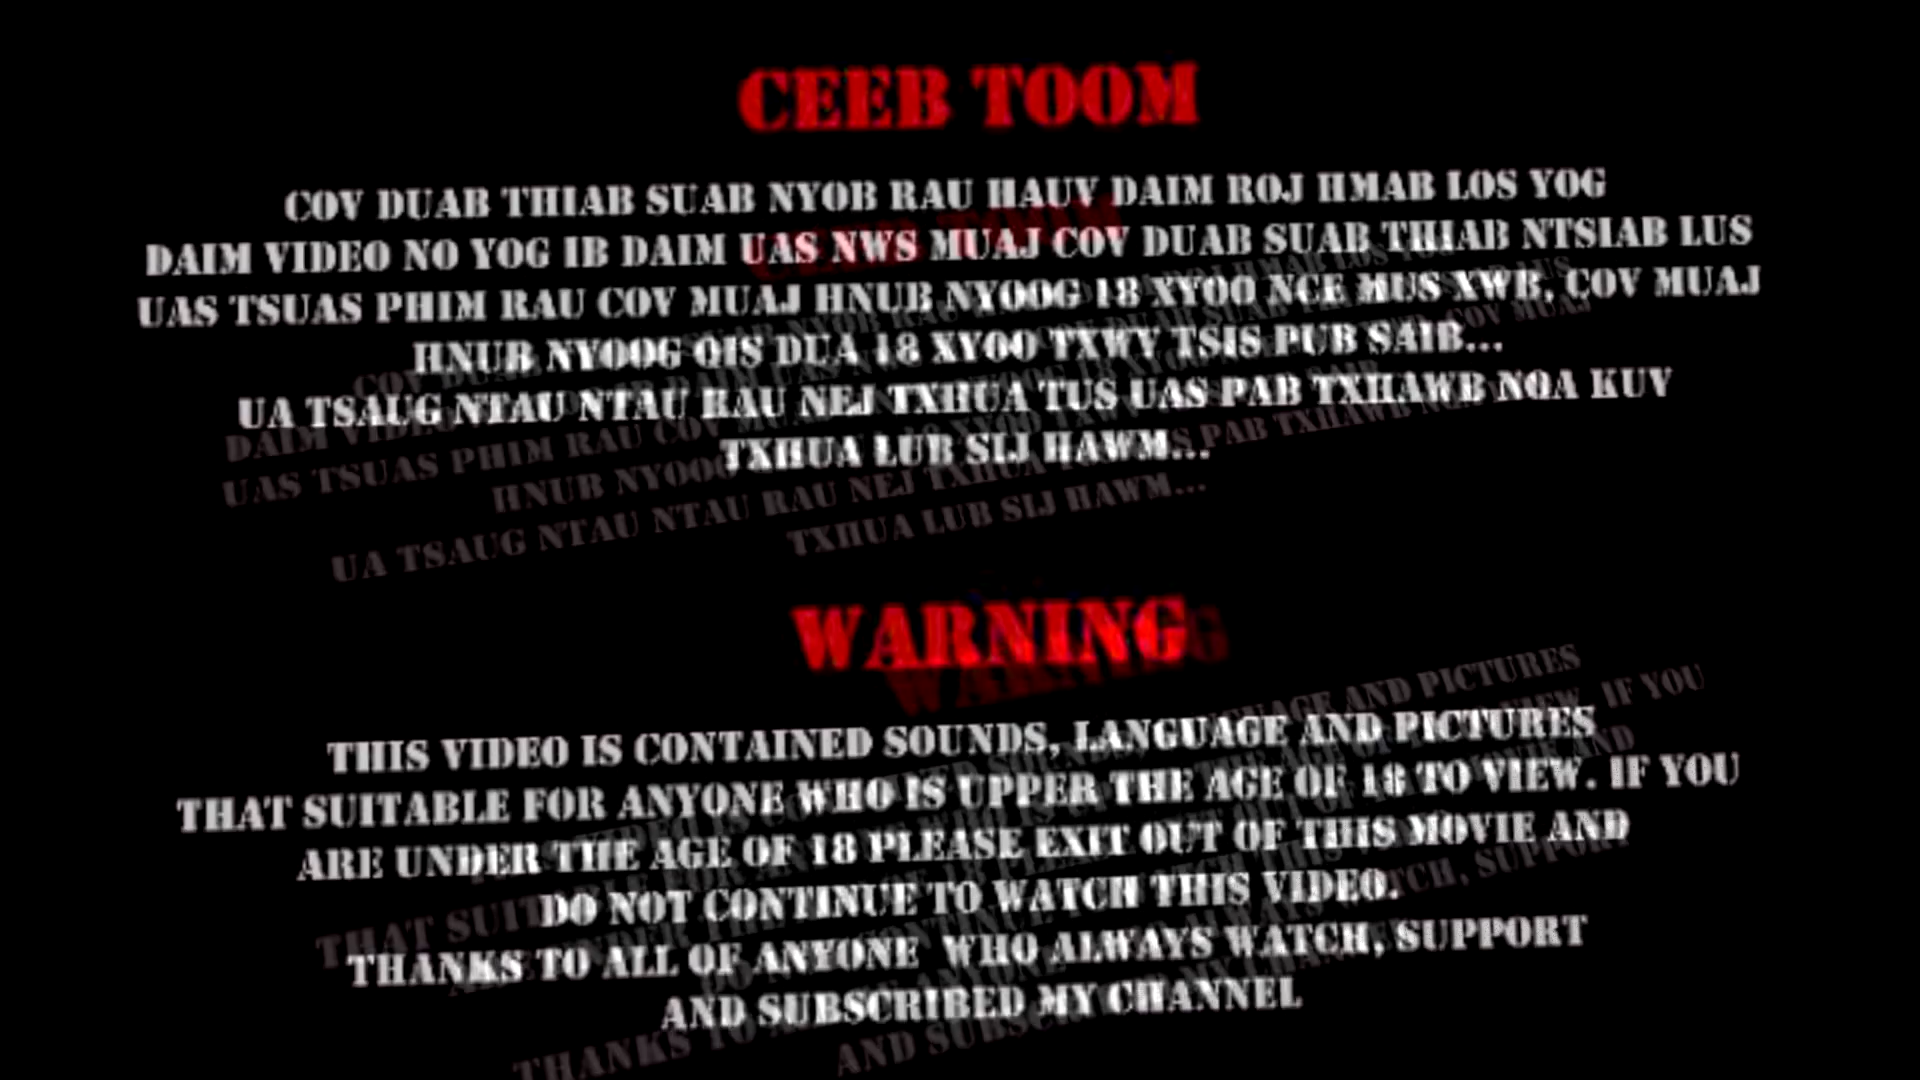 CEEB TOOM
COV DUAB THIAB SUAB NYOB RAU HAUV DAIM ROJ HMAB LOS YOG
DAIM VIDEO NO YOG IB DAIM UAS NWS MUAJ COV DUAB SUAB THIAB NTSIAB LUS
UAS TSUAS PHIM RAU COV MUAJ HNUB NYOOG 18 XYOO NCE MUS XWB, COV MUAJ
HNUB NYOOG QIS DUA 18 XYOO TXWV TSIS PUB SAIB...
UA TSAUG NTAU NTAU RAU NEJ TXHUA TUS UAS PAB TXHAWB NQA KUV
TXHUA LUB SIJ HAWM...
WARNING
THIS VIDEO IS CONTAINED SOUNDS, LANGUAGE AND PICTURES
THAT SUITABLE FOR ANYONE WHO IS UPPER THE AGE OF 18 TO VIEW. IF YOU
ARE UNDER THE AGE OF 18 PLEASE EXIT OUT OF THIS MOVIE AND
DO NOT CONTINUE TO WATCH THIS VIDEO.
THANKS TO ALL OF ANYONE WHO ALWAYS WATCH, SUPPORT
AND SUBSCRIBED MY CHANNEL